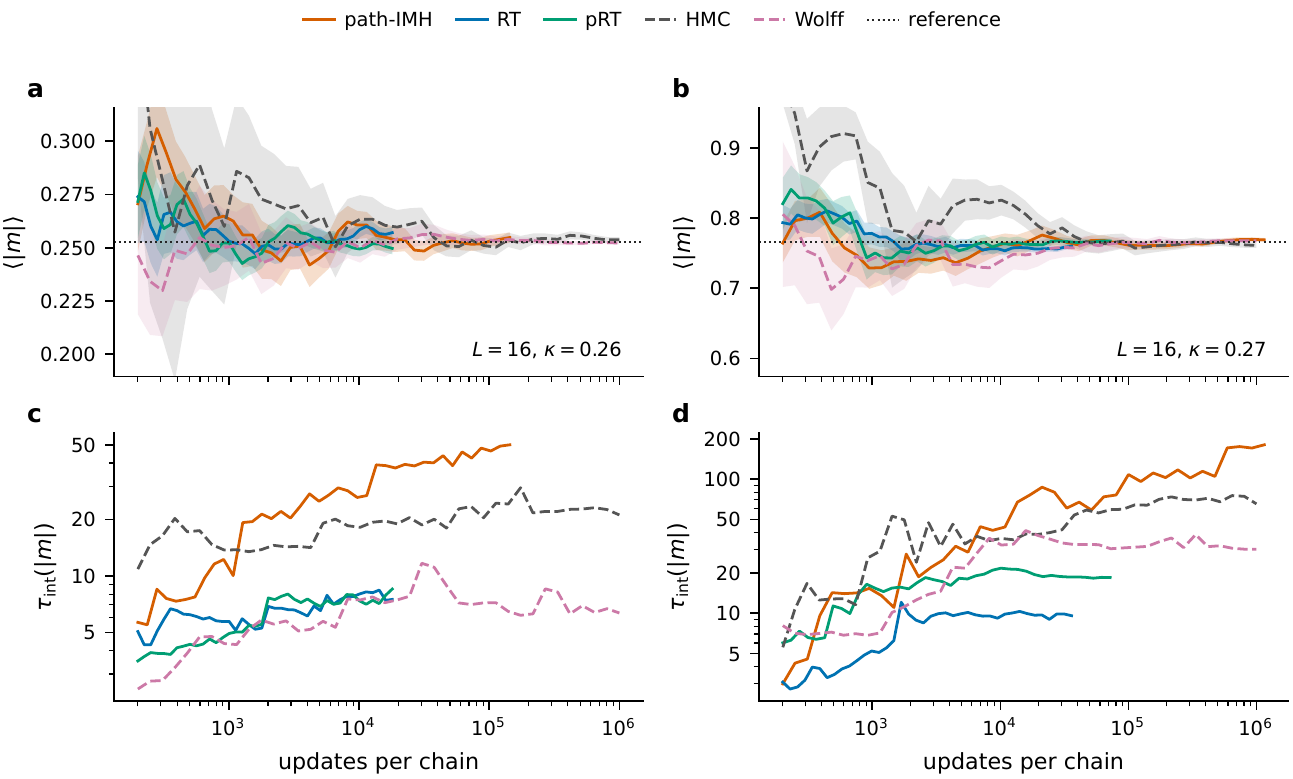 path-IMH RT pRT HMC Wolff reference
a
0.300
0.275
0.250
0.225
0.200
⟨|m|⟩
L = 16, κ = 0.26
b
0.9
0.8
0.7
0.6
⟨|m|⟩
L = 16, κ = 0.27
c
50
20
10
5
τint(|m|)
10³ 10⁴ 10⁵ 10⁶
updates per chain
d
200
100
50
20
10
5
τint(|m|)
10³ 10⁴ 10⁵ 10⁶
updates per chain